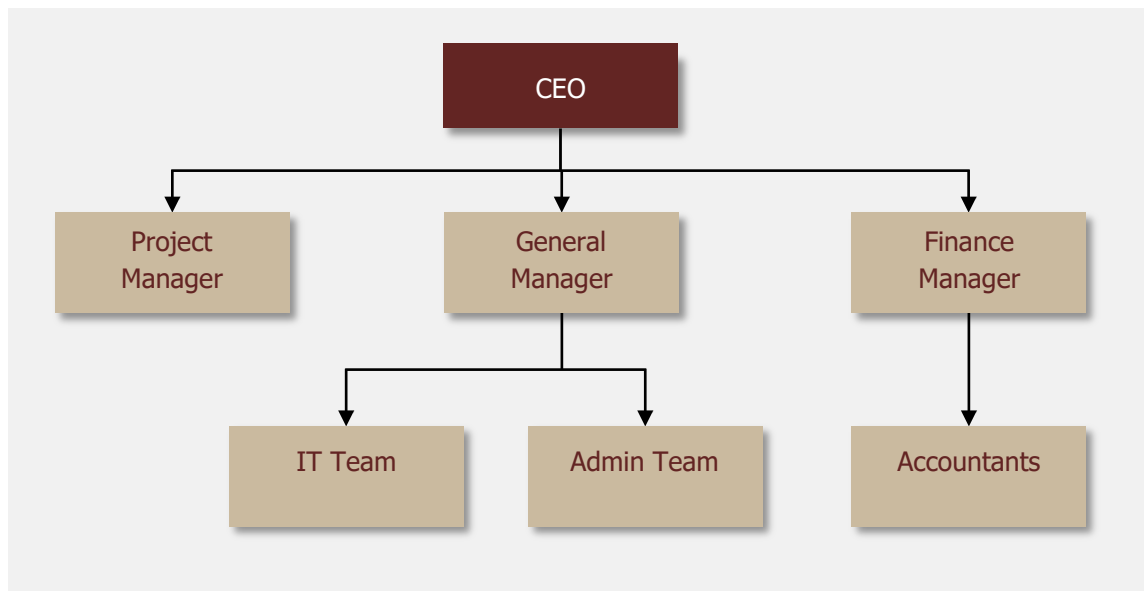 CEO
Project
Manager
General
Manager
Finance
Manager
IT Team
Admin Team
Accountants